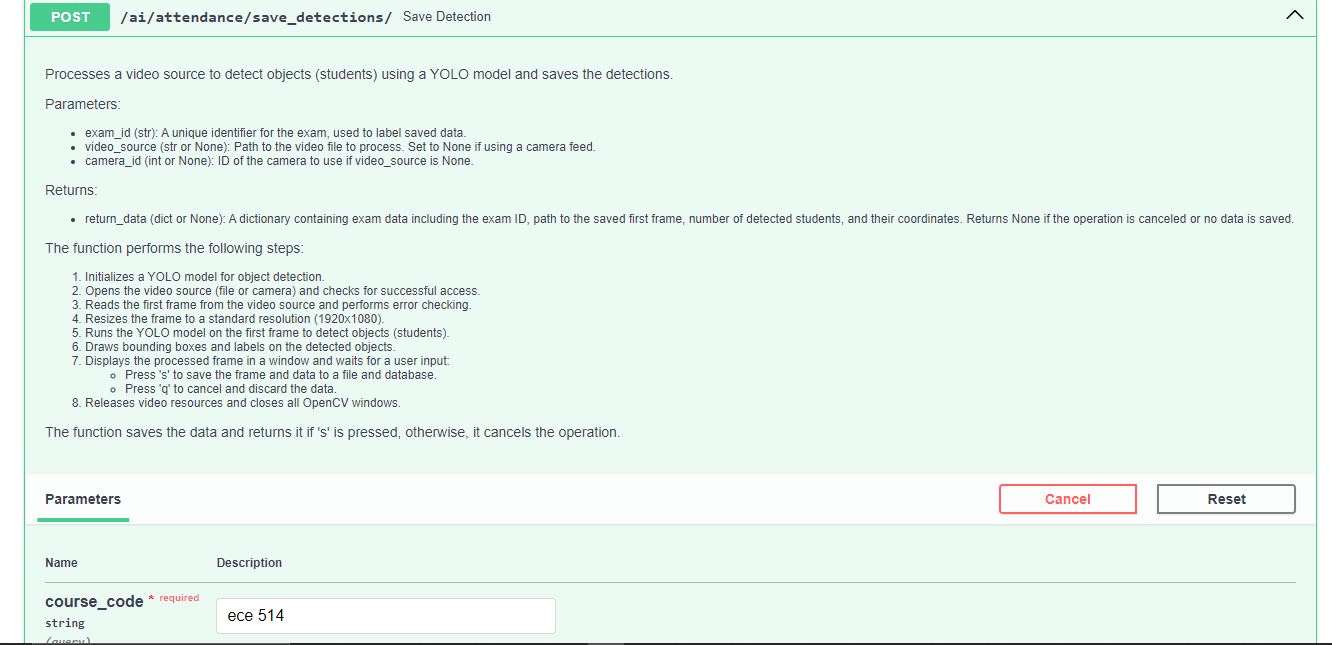 POST /ai/attendance/save_detections/ Save Detection
Processes a video source to detect objects (students) using a YOLO model and saves the detections.
Parameters:
exam_id (str): A unique identifier for the exam, used to label saved data.
video_source (str or None): Path to the video file to process. Set to None if using a camera feed.
camera_id (int or None): ID of the camera to use if video_source is None.
Returns:
return_data (dict or None): A dictionary containing exam data including the exam ID, path to the saved first frame, number of detected students, and their coordinates. Returns None if the operation is canceled or no data is saved.
The function performs the following steps:
1. Initializes a YOLO model for object detection.
2. Opens the video source (file or camera) and checks for successful access.
3. Reads the first frame from the video source and performs error checking.
4. Resizes the frame to a standard resolution (1920x1080).
5. Runs the YOLO model on the first frame to detect objects (students).
6. Draws bounding boxes and labels on the detected objects.
7. Displays the processed frame in a window and waits for a user input:
Press 's' to save the frame and data to a file and database.
Press 'q' to cancel and discard the data.
8. Releases video resources and closes all OpenCV windows.
The function saves the data and returns it if 's' is pressed, otherwise, it cancels the operation.
Parameters Cancel Reset
Name Description
course_code * required
ece 514
string
(query)